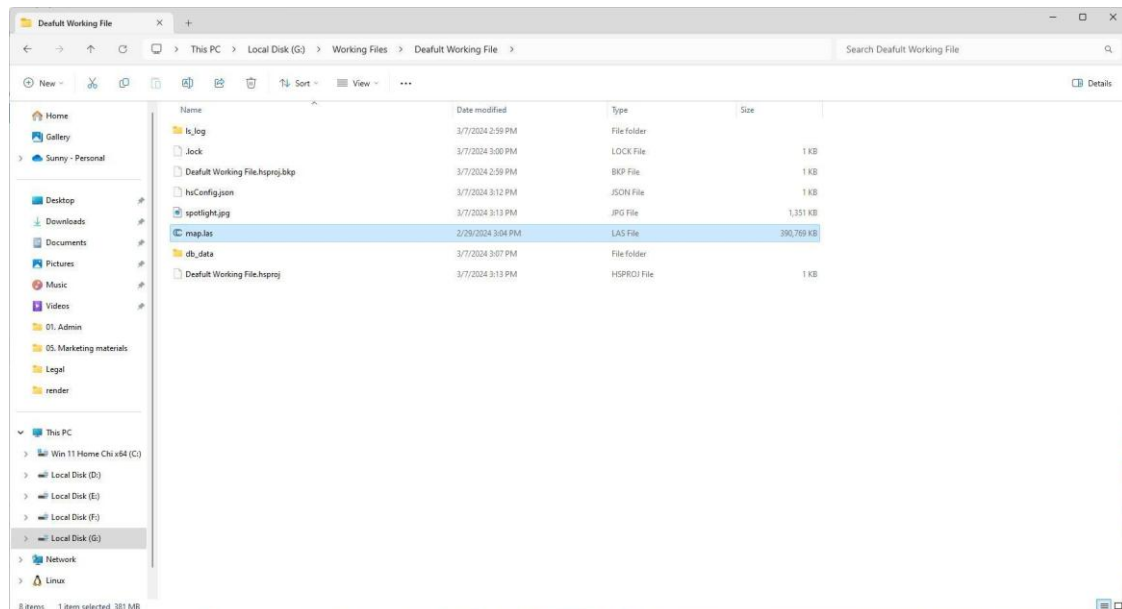 Deafult Working File
This PC > Local Disk (G:) > Working Files > Deafult Working File >
Search Deafult Working File
New
Sort
View
...
Details
Home
Gallery
Sunny - Personal
Desktop
Downloads
Documents
Pictures
Music
Videos
01. Admin
05. Marketing materials
Legal
render
This PC
Win 11 Home Chi x64 (C:)
Local Disk (D:)
Local Disk (E:)
Local Disk (F:)
Local Disk (G:)
Network
Linux
Name Date modified Type Size
ls_log 3/7/2024 2:59 PM File folder
.lock 3/7/2024 3:00 PM LOCK File 1 KB
Deafult Working File.hsproj.bkp 3/7/2024 2:59 PM BKP File 1 KB
hsConfig.json 3/7/2024 3:12 PM JSON File 1 KB
spotlight.jpg 3/7/2024 3:13 PM JPG File 1,351 KB
map.las 2/29/2024 3:04 PM LAS File 390,769 KB
db_data 3/7/2024 3:07 PM File folder
Deafult Working File.hsproj 3/7/2024 3:13 PM HSPROJ File 1 KB
8 items 1 item selected 381 MB